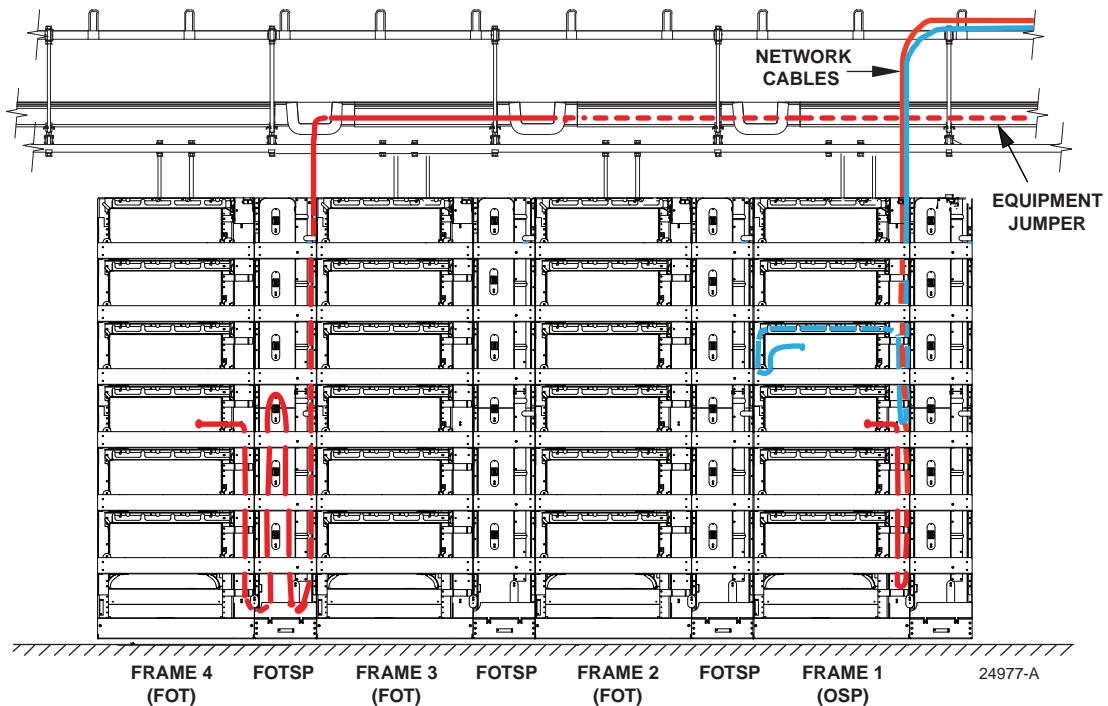 NETWORK
CABLES
EQUIPMENT
JUMPER
FRAME 4
(FOT)
FOTSP
FRAME 3
(FOT)
FOTSP
FRAME 2
(FOT)
FOTSP
FRAME 1
(OSP)
24977-A